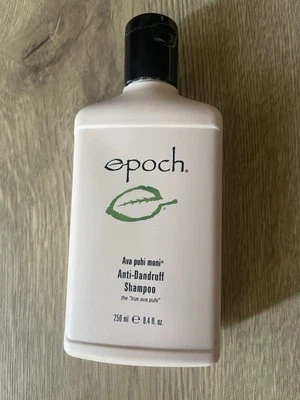 epoch®
Ava puhi moni®
Anti-Dandruff
Shampoo
the "true ava puhi"
250 ml ℮ 8.4 fl. oz.